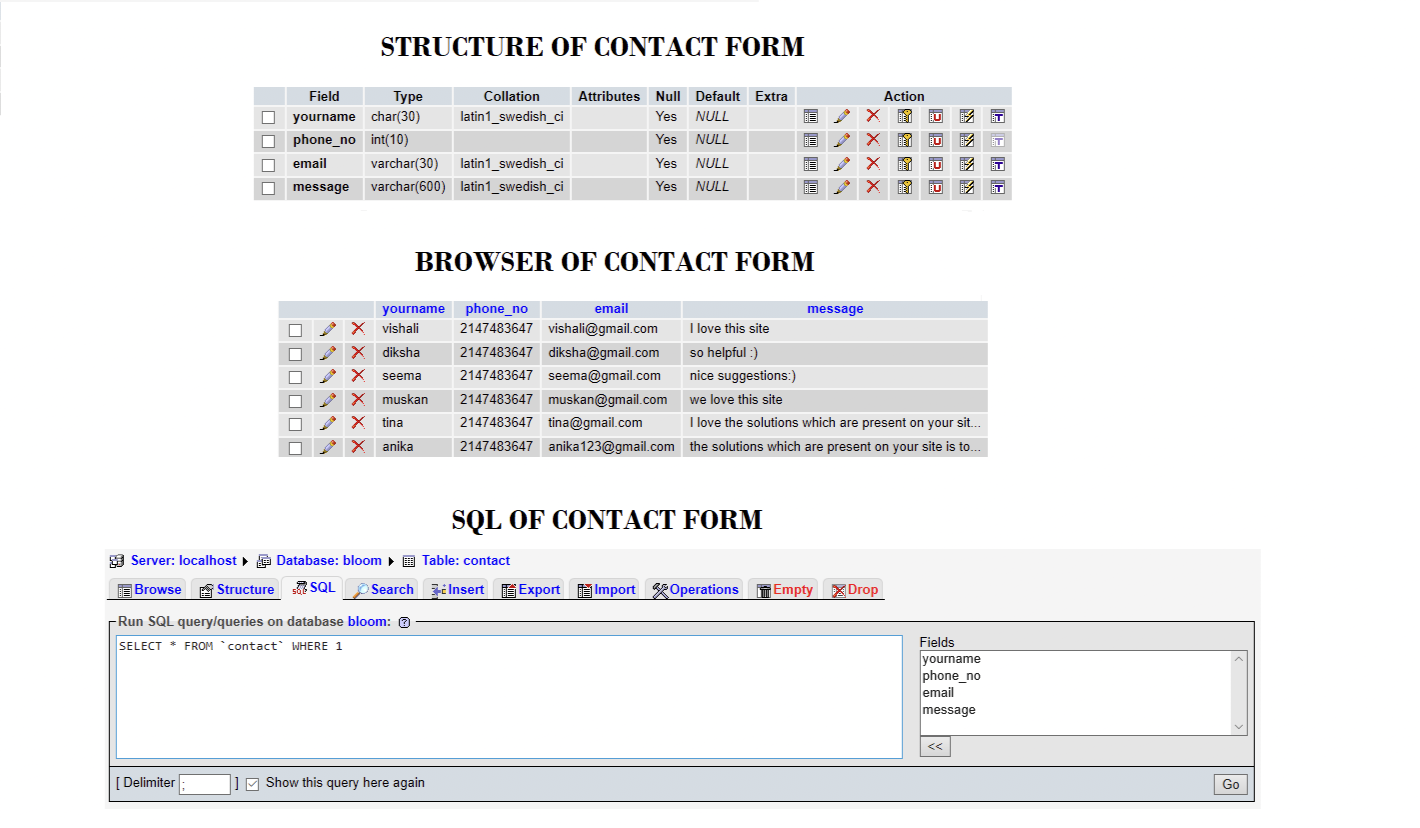 STRUCTURE OF CONTACT FORM
Field Type Collation Attributes Null Default Extra Action
yourname char(30) latin1_swedish_ci Yes NULL
phone_no int(10) Yes NULL
email varchar(30) latin1_swedish_ci Yes NULL
message varchar(600) latin1_swedish_ci Yes NULL
BROWSER OF CONTACT FORM
yourname phone_no email message
vishali 2147483647 vishali@gmail.com I love this site
diksha 2147483647 diksha@gmail.com so helpful :)
seema 2147483647 seema@gmail.com nice suggestions:)
muskan 2147483647 muskan@gmail.com we love this site
tina 2147483647 tina@gmail.com I love the solutions which are present on your sit...
anika 2147483647 anika123@gmail.com the solutions which are present on your site is to...
SQL OF CONTACT FORM
Server: localhost Database: bloom Table: contact
Browse Structure SQL Search Insert Export Import Operations Empty Drop
Run SQL query/queries on database bloom:
SELECT * FROM `contact` WHERE 1
Fields
yourname
phone_no
email
message
<<
[ Delimiter ; ] Show this query here again Go